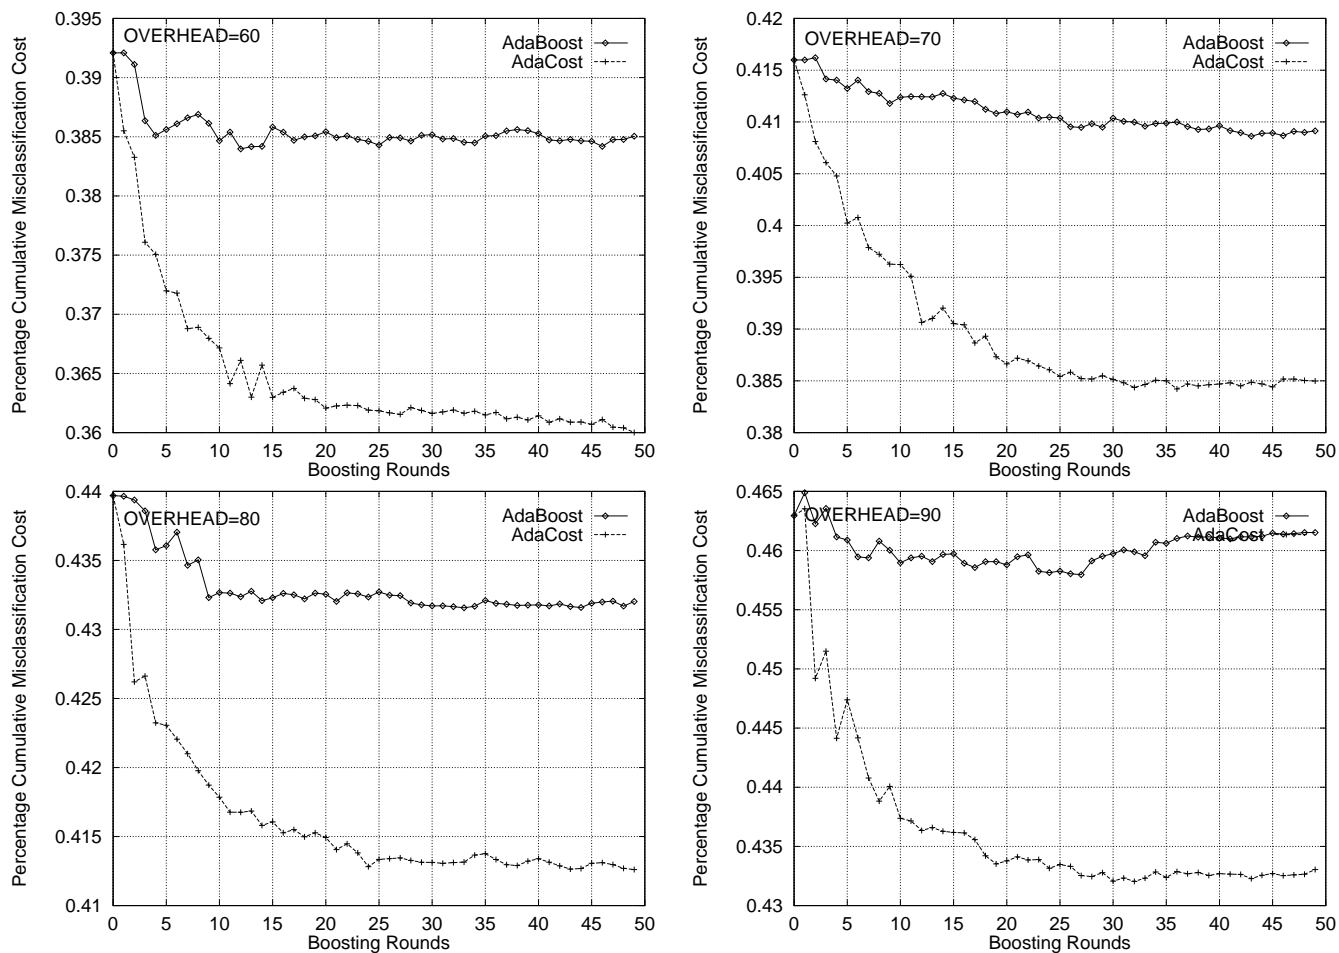 OVERHEAD=60
AdaBoost
AdaCost
Percentage Cumulative Misclassification Cost
0.395
0.39
0.385
0.38
0.375
0.37
0.365
0.36
0 5 10 15 20 25 30 35 40 45 50
Boosting Rounds
OVERHEAD=70
AdaBoost
AdaCost
Percentage Cumulative Misclassification Cost
0.42
0.415
0.41
0.405
0.4
0.395
0.39
0.385
0.38
0 5 10 15 20 25 30 35 40 45 50
Boosting Rounds
OVERHEAD=80
AdaBoost
AdaCost
Percentage Cumulative Misclassification Cost
0.44
0.435
0.43
0.425
0.42
0.415
0.41
0 5 10 15 20 25 30 35 40 45 50
Boosting Rounds
OVERHEAD=90
AdaBoost
AdaCost
Percentage Cumulative Misclassification Cost
0.465
0.46
0.455
0.45
0.445
0.44
0.435
0.43
0 5 10 15 20 25 30 35 40 45 50
Boosting Rounds